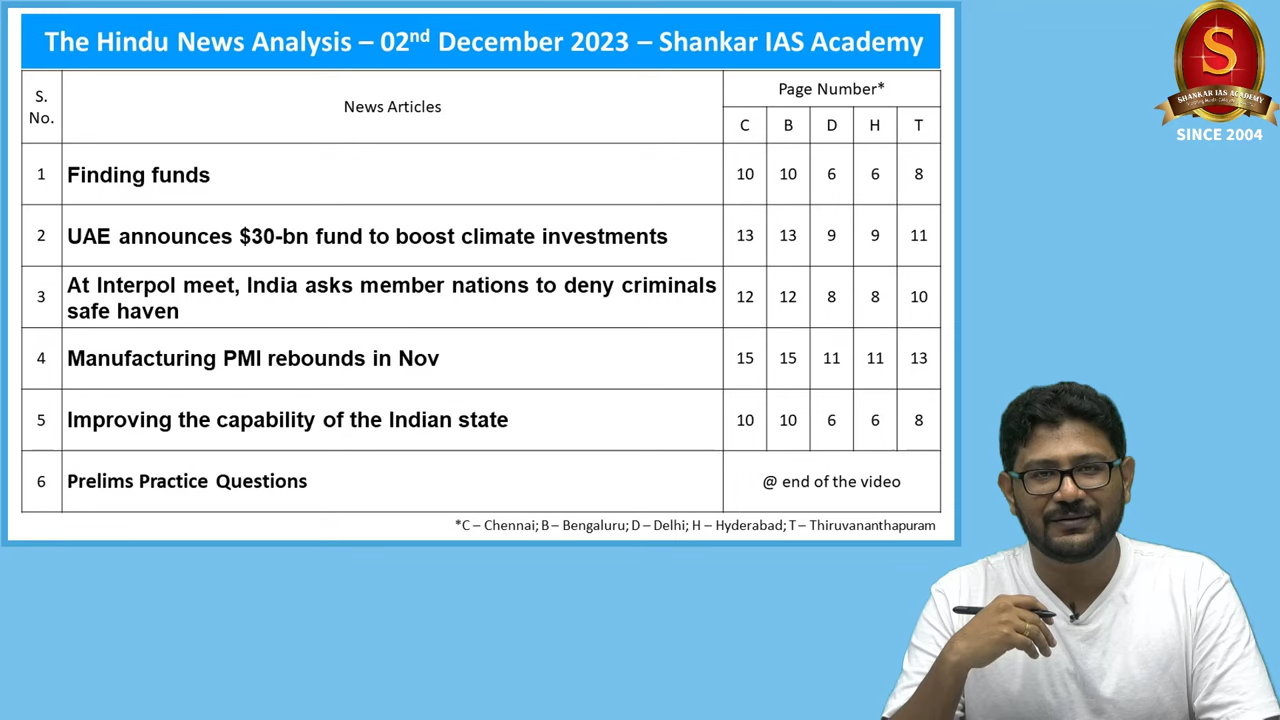 The Hindu News Analysis – 02nd December 2023 – Shankar IAS Academy
S. No.
News Articles
Page Number*
C B D H T
1 Finding funds 10 10 6 6 8
2 UAE announces $30-bn fund to boost climate investments 13 13 9 9 11
3 At Interpol meet, India asks member nations to deny criminals
safe haven 12 12 8 8 10
4 Manufacturing PMI rebounds in Nov 15 15 11 11 13
5 Improving the capability of the Indian state 10 10 6 6 8
6 Prelims Practice Questions @ end of the video
*C – Chennai; B – Bengaluru; D – Delhi; H – Hyderabad; T – Thiruvananthapuram
S
SHANKAR IAS ACADEMY
SINCE 2004